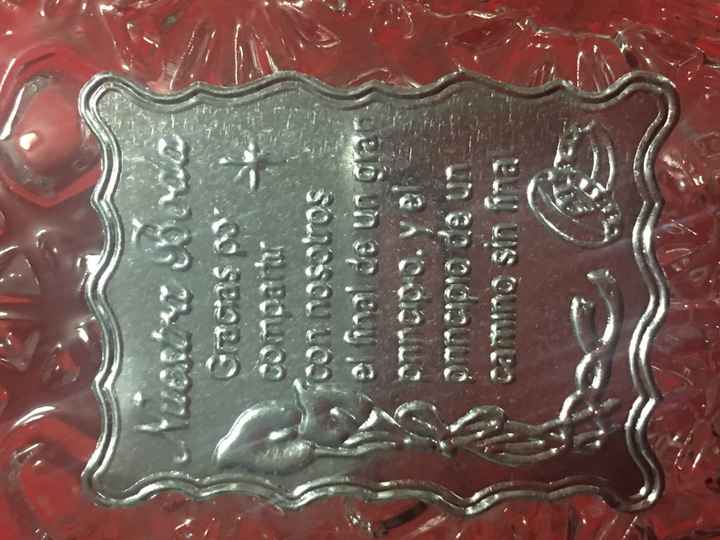 Nuestra Boda
Gracias por
compartir
con nosotros
el final de un gran
principio, y el
principio de un
camino sin final